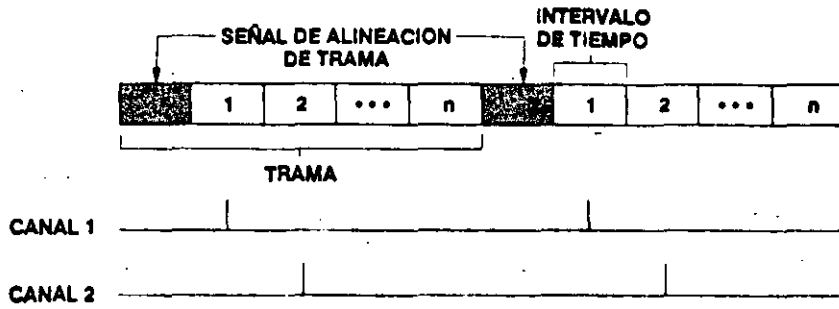 SEÑAL DE ALINEACION
DE TRAMA
INTERVALO
DE TIEMPO
1 2 ••• n 1 2 ••• n
TRAMA
CANAL 1
CANAL 2